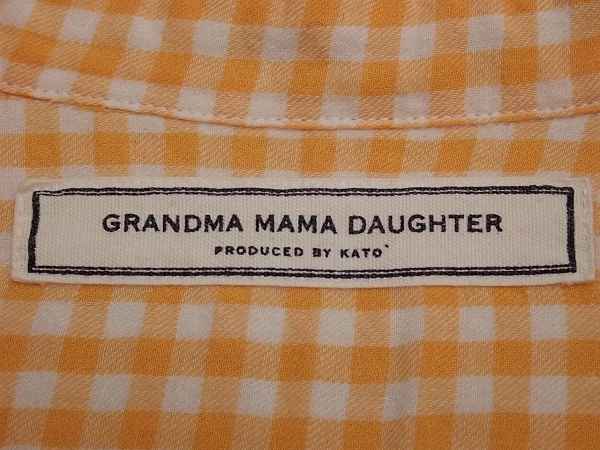 GRANDMA MAMA DAUGHTER
PRODUCED BY KATO`